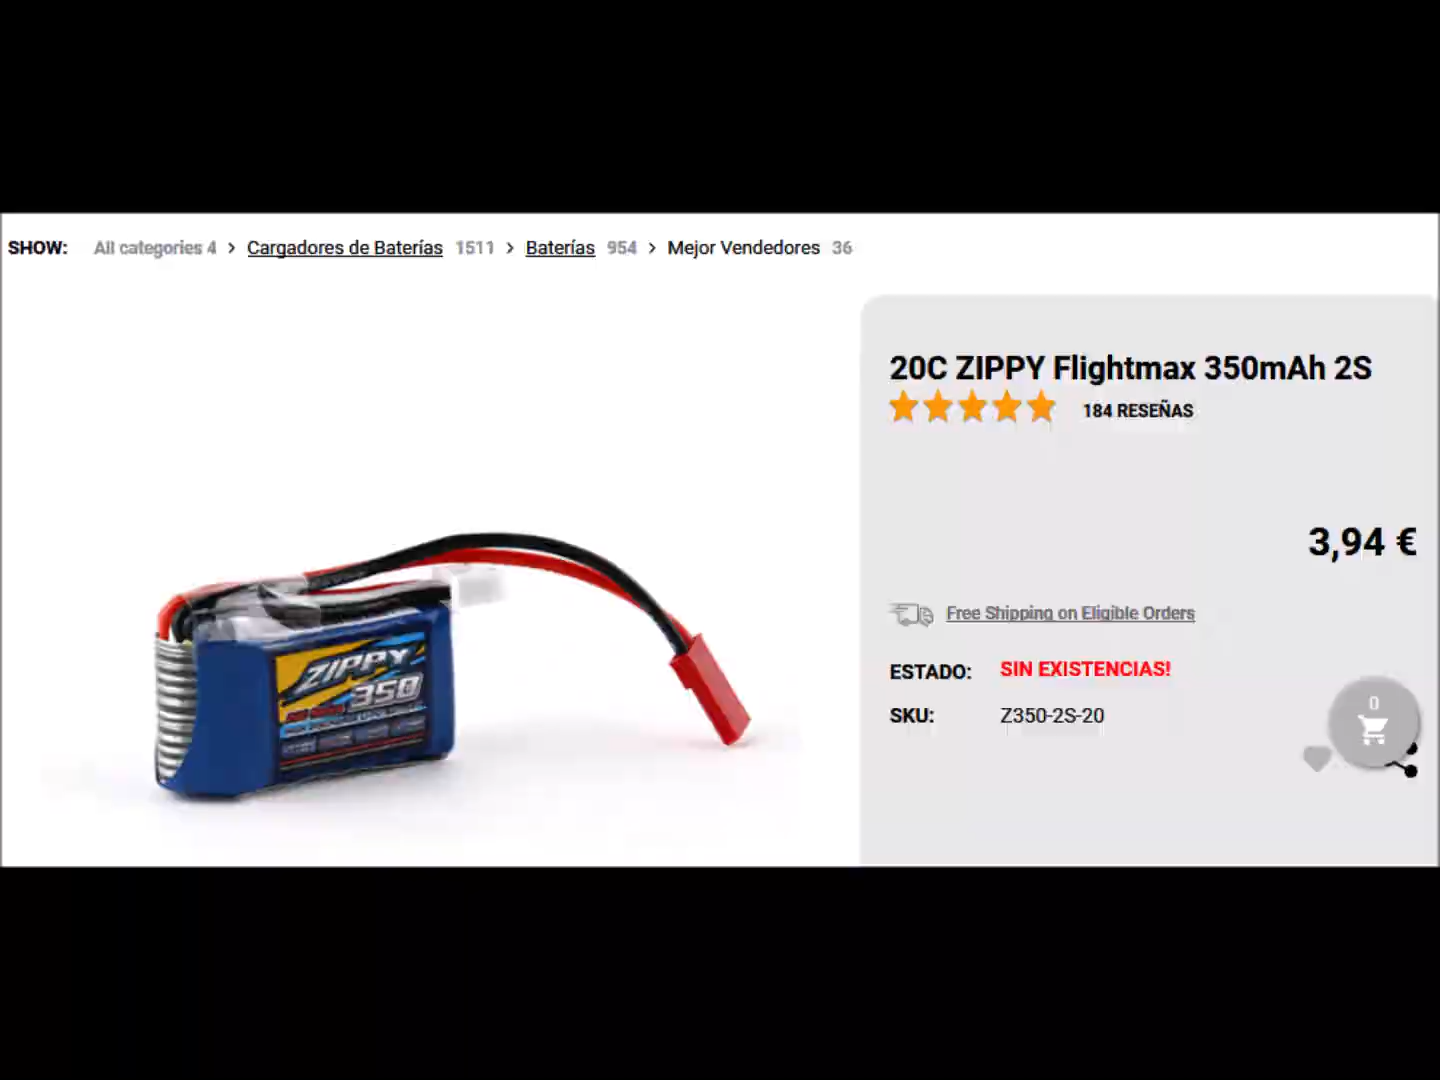 SHOW: All categories 4 > Cargadores de Baterías 1511 > Baterías 954 > Mejor Vendedores 36
20C ZIPPY Flightmax 350mAh 2S
184 RESEÑAS
3,94 €
Free Shipping on Eligible Orders
ESTADO: SIN EXISTENCIAS!
SKU: Z350-2S-20
0
ZIPPY
350